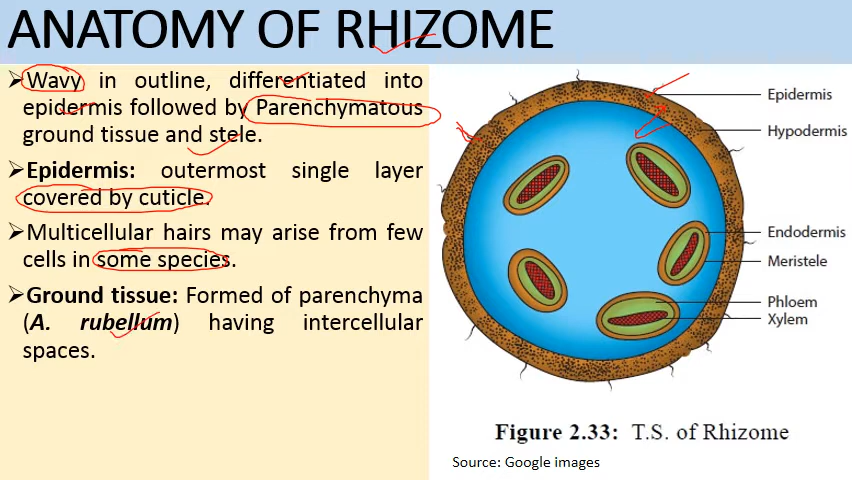 ANATOMY OF RHIZOME
➢Wavy in outline, differentiated into
epidermis followed by Parenchymatous
ground tissue and stele.
➢Epidermis: outermost single layer
covered by cuticle.
➢Multicellular hairs may arise from few
cells in some species.
➢Ground tissue: Formed of parenchyma
(A. rubellum) having intercellular
spaces.
Epidermis
Hypodermis
Endodermis
Meristele
Phloem
Xylem
Figure 2.33: T.S. of Rhizome
Source: Google images